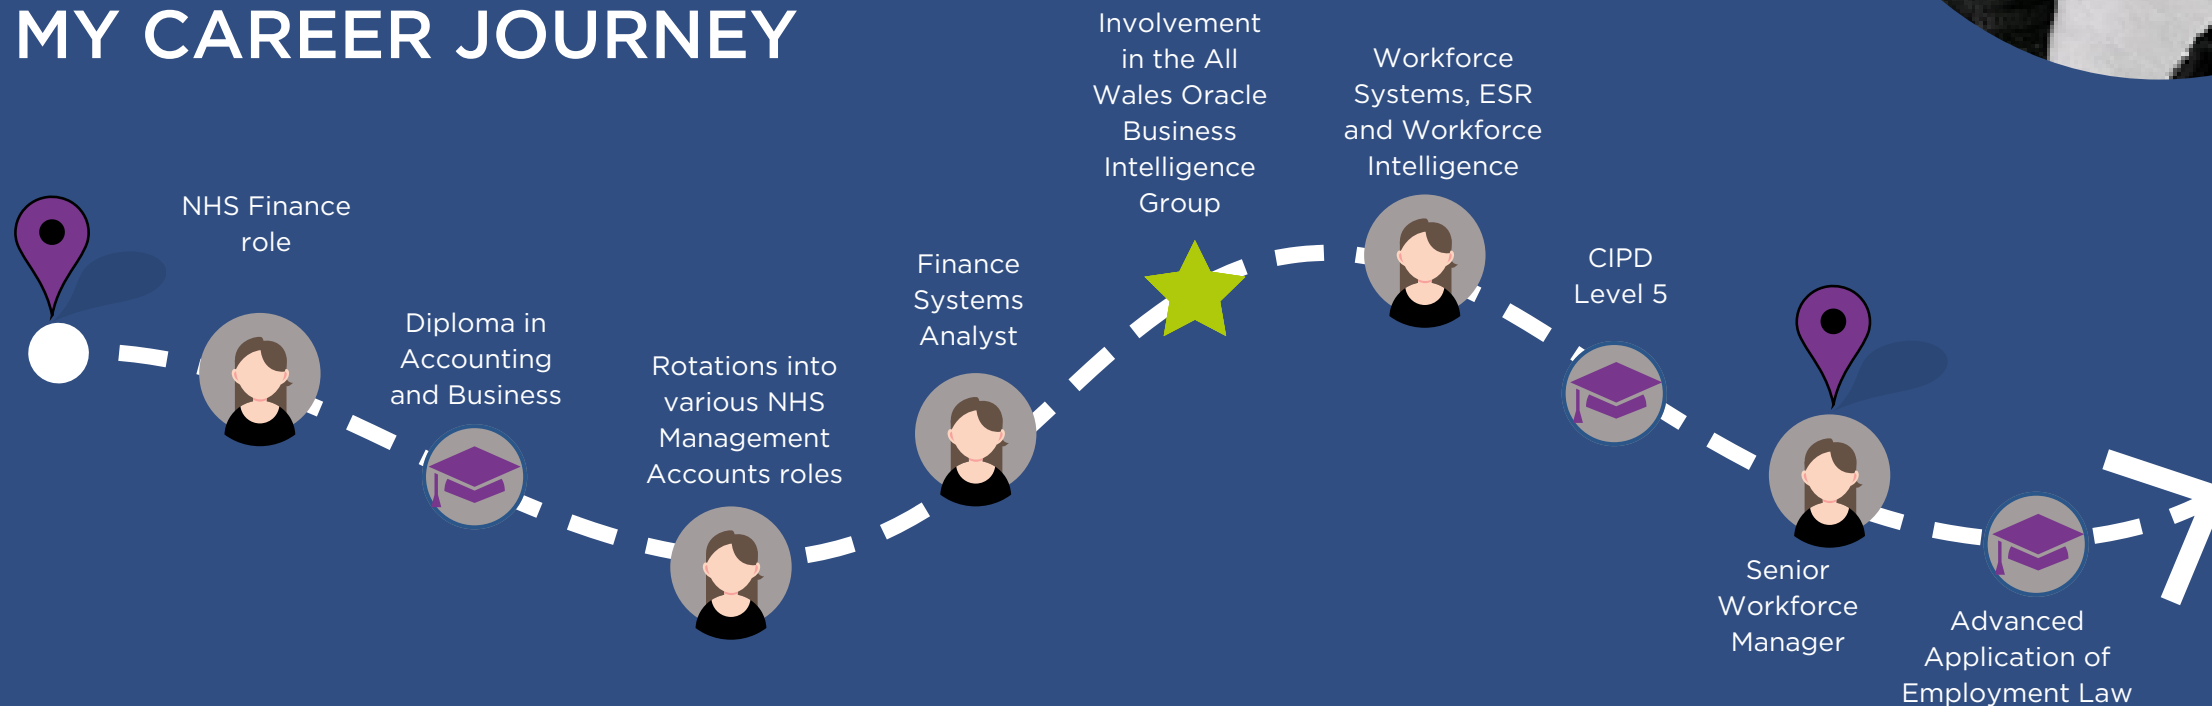 MY CAREER JOURNEY
NHS Finance
role
Diploma in
Accounting
and Business
Rotations into
various NHS
Management
Accounts roles
Finance
Systems
Analyst
Involvement
in the All
Wales Oracle
Business
Intelligence
Group
Workforce
Systems, ESR
and Workforce
Intelligence
CIPD
Level 5
Senior
Workforce
Manager
Advanced
Application of
Employment Law